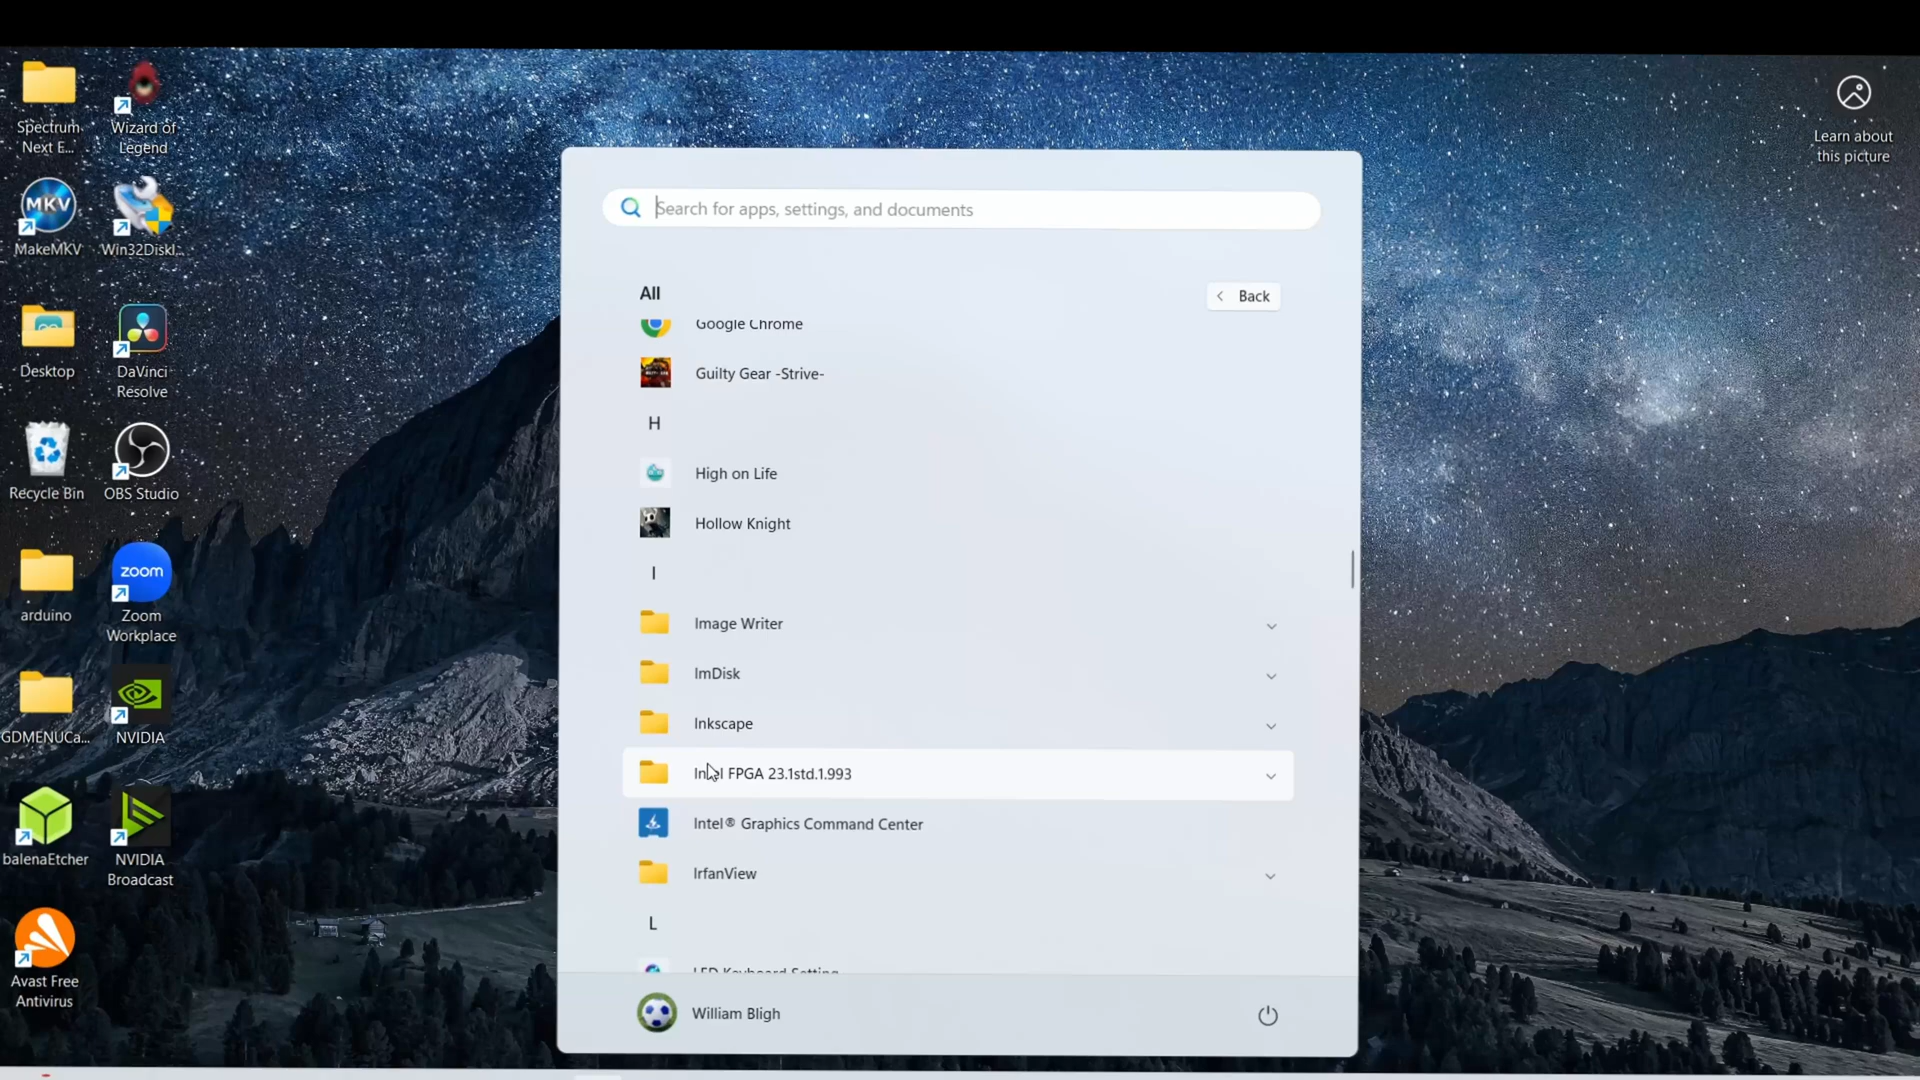 Spectrum
Next E...
Wizard of
Legend
MKV
MakeMKV
Win32DiskI...
Desktop
DaVinci
Resolve
Recycle Bin
OBS Studio
arduino
zoom
Zoom
Workplace
GDMENUCa...
NVIDIA
balenaEtcher
NVIDIA
Broadcast
Avast Free
Antivirus
Learn about
this picture
Search for apps, settings, and documents
All
Back
Google Chrome
Guilty Gear -Strive-
H
High on Life
Hollow Knight
I
Image Writer
ImDisk
Inkscape
Intel FPGA 23.1std.1.993
Intel® Graphics Command Center
IrfanView
L
LED Keyboard Setting
William Bligh